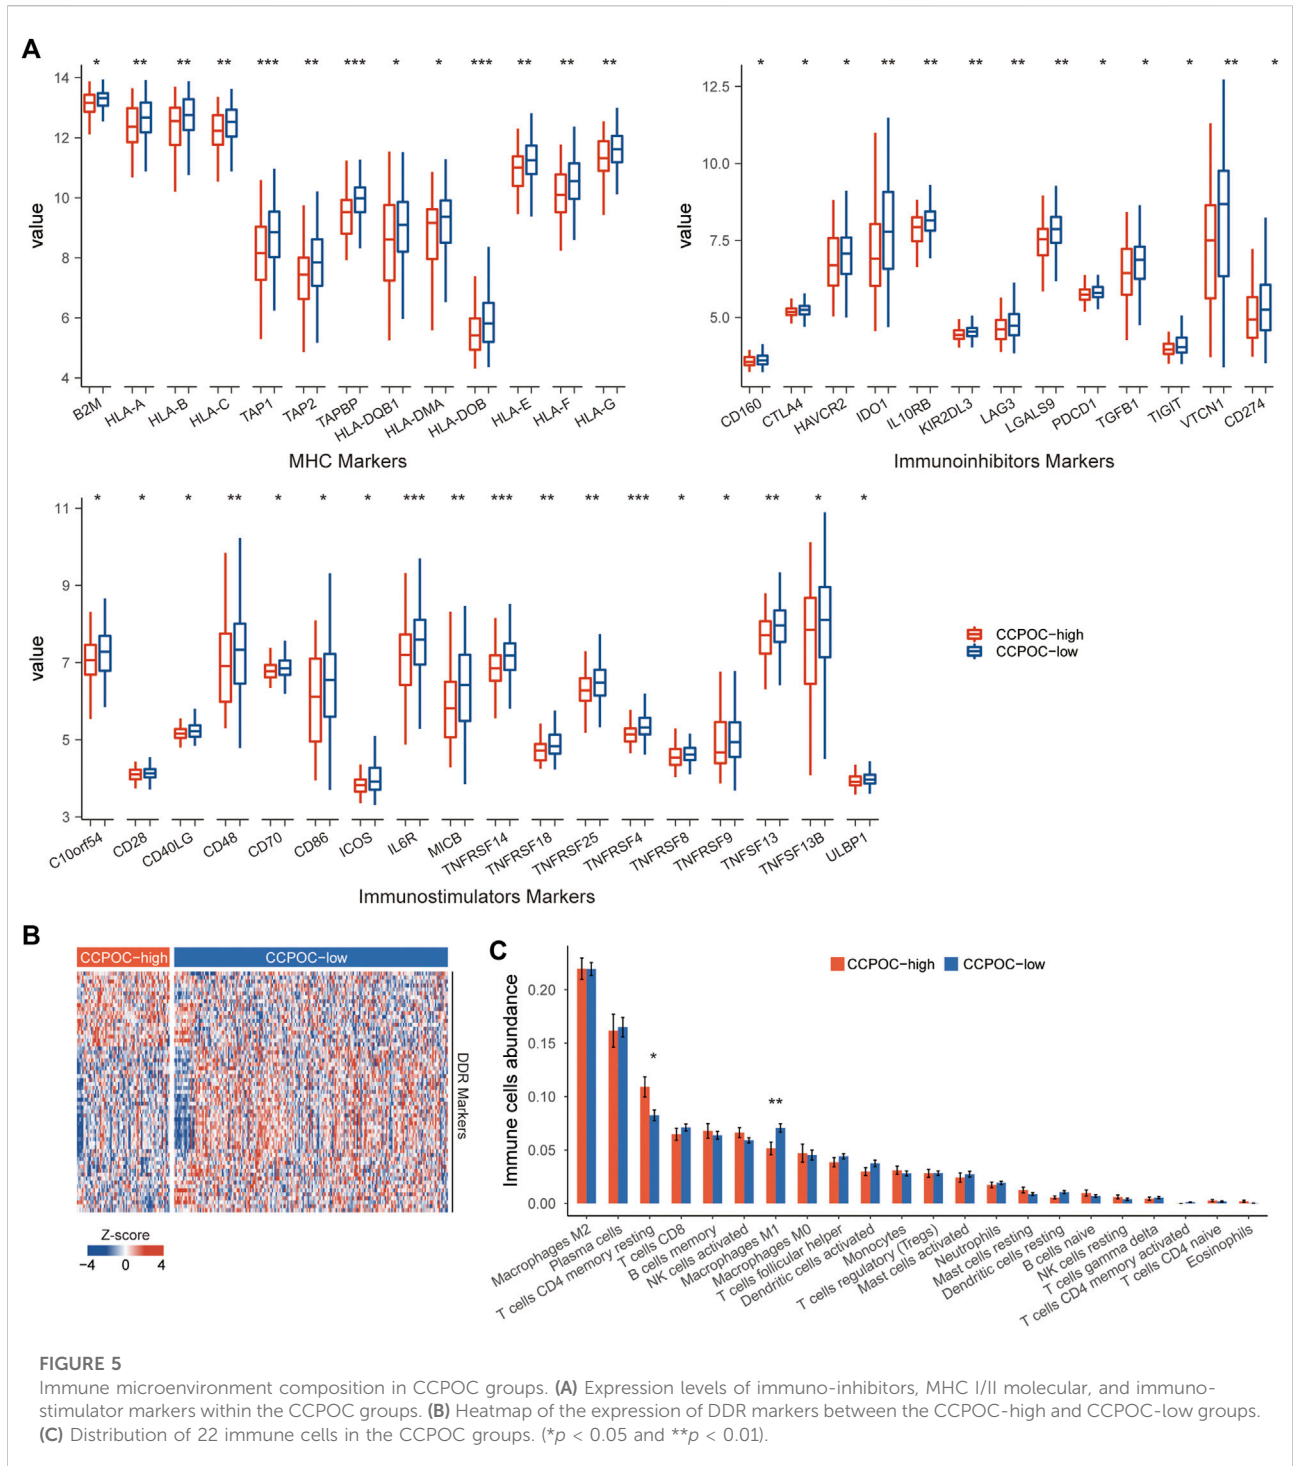 A
* ** ** ** *** ** *** * * *** ** ** **
14
12
10
8
6
4
value
B2M HLA-A HLA-B HLA-C TAP1 TAP2 TAPBP HLA-DQB1 HLA-DMA HLA-DOB HLA-E HLA-F HLA-G
MHC Markers
* * * ** ** ** ** ** * * * ** *
12.5
10.0
7.5
5.0
value
CD160 CTLA4 HAVCR2 IDO1 IL10RB KIR2DL3 LAG3 LGALS9 PDCD1 TGFB1 TIGIT VTCN1 CD274
Immunoinhibitors Markers
* * * ** * * * *** ** *** ** ** *** * * ** * *
11
9
7
5
3
value
C10orf54 CD28 CD40LG CD48 CD70 CD86 ICOS IL6R MICB TNFRSF14 TNFRSF18 TNFRSF25 TNFRSF4 TNFRSF8 TNFRSF9 TNFSF13 TNFSF13B ULBP1
Immunostimulators Markers
CCPOC-high
CCPOC-low
B
CCPOC-high CCPOC-low
DDR Markers
Z-score
-4 0 4
C
CCPOC-high CCPOC-low
0.20
0.15
0.10
0.05
0.00
Immune cells abundance
* **
Macrophages M2
Plasma cells
T cells CD4 memory resting
T cells CD8
B cells memory
NK cells activated
Macrophages M1
Macrophages M0
T cells follicular helper
Dendritic cells activated
Monocytes
T cells regulatory (Tregs)
Mast cells activated
Neutrophils
Mast cells resting
Dendritic cells resting
B cells naive
NK cells resting
T cells gamma delta
T cells CD4 memory activated
T cells CD4 naive
Eosinophils
FIGURE 5
Immune microenvironment composition in CCPOC groups. (A) Expression levels of immuno-inhibitors, MHC I/II molecular, and immuno-
stimulator markers within the CCPOC groups. (B) Heatmap of the expression of DDR markers between the CCPOC-high and CCPOC-low groups.
(C) Distribution of 22 immune cells in the CCPOC groups. (*p < 0.05 and **p < 0.01).